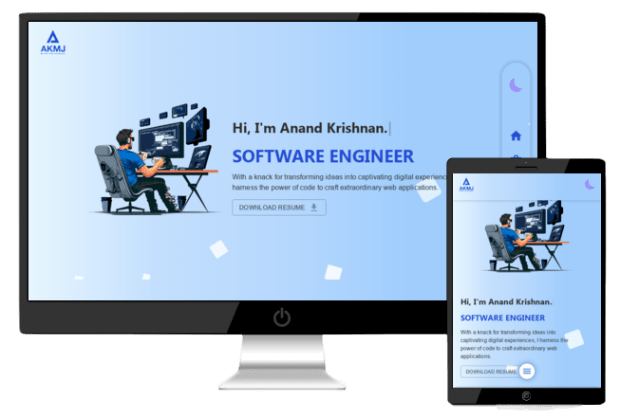 AKMJ
Hi, I'm Anand Krishnan.
SOFTWARE ENGINEER
With a knack for transforming ideas into captivating digital
harness the power of code to craft extraordinary web applications.
DOWNLOAD RESUME
AKMJ
Hi, I'm Anand Krishnan.
SOFTWARE ENGINEER
With a knack for transforming ideas into
captivating digital experiences, I harness the
power of code to craft extraordinary web
applications.
DOWNLOAD RESUME